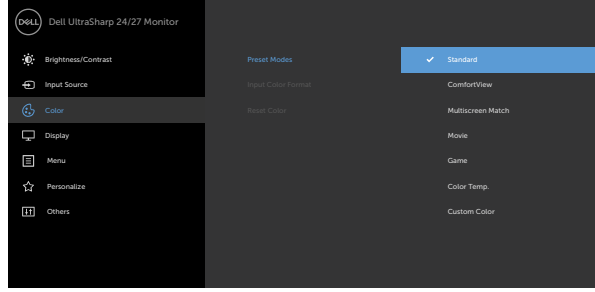 DELL
Dell UltraSharp 24/27 Monitor
Brightness/Contrast
Input Source
Color
Display
Menu
Personalize
Others
Preset Modes
Input Color Format
Reset Color
Standard
ComfortView
Multiscreen Match
Movie
Game
Color Temp.
Custom Color